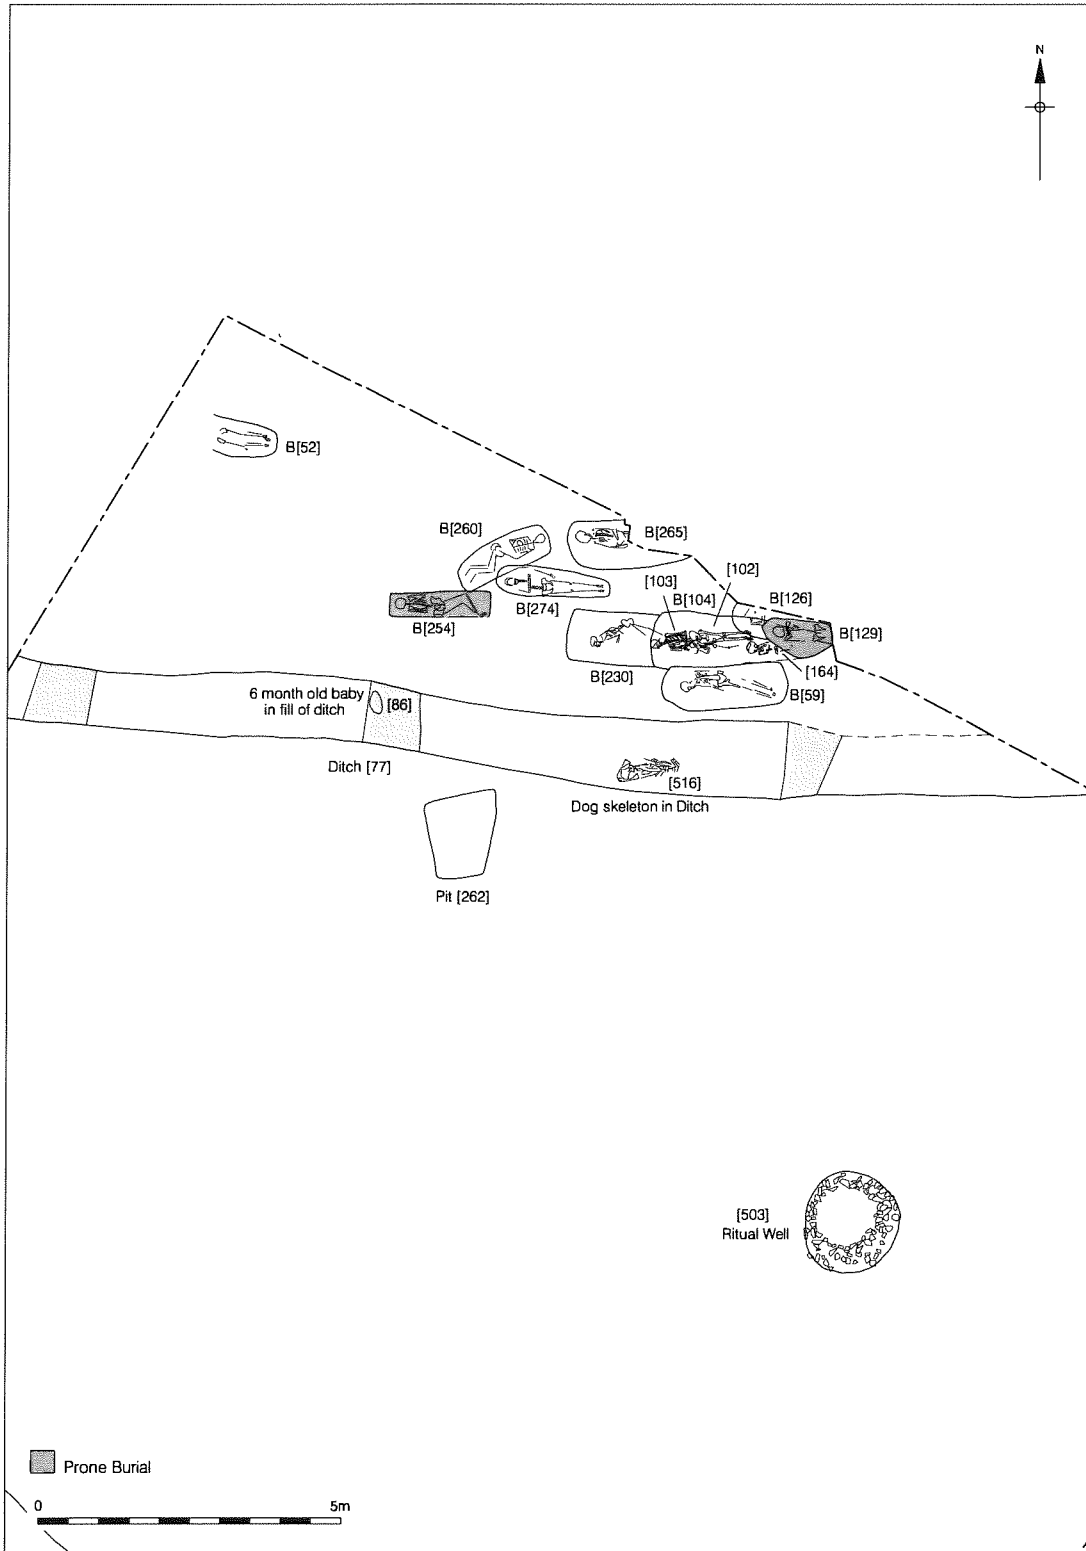 N
B[52]
B[260]
B[265]
[102]
[103]
B[104]
B[126]
B[274]
B[254]
B[129]
[164]
B[230]
B[59]
6 month old baby
in fill of ditch
[86]
Ditch [77]
[516]
Dog skeleton in Ditch
Pit [262]
[503]
Ritual Well
Prone Burial
0
5m